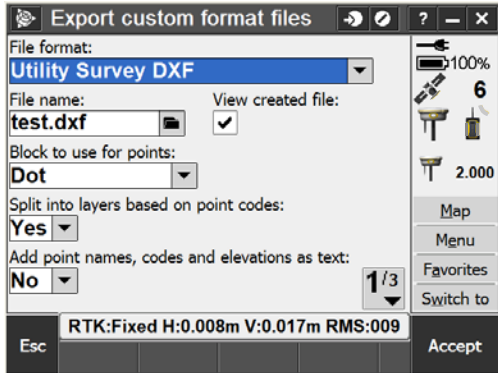 Export custom format files
? – ×
File format:
Utility Survey DXF
File name:
View created file:
test.dxf
Block to use for points:
Dot
Split into layers based on point codes:
Yes
Add point names, codes and elevations as text:
No
1/3
100%
6
2.000
Map
Menu
Favorites
Switch to
RTK:Fixed H:0.008m V:0.017m RMS:009
Esc
Accept